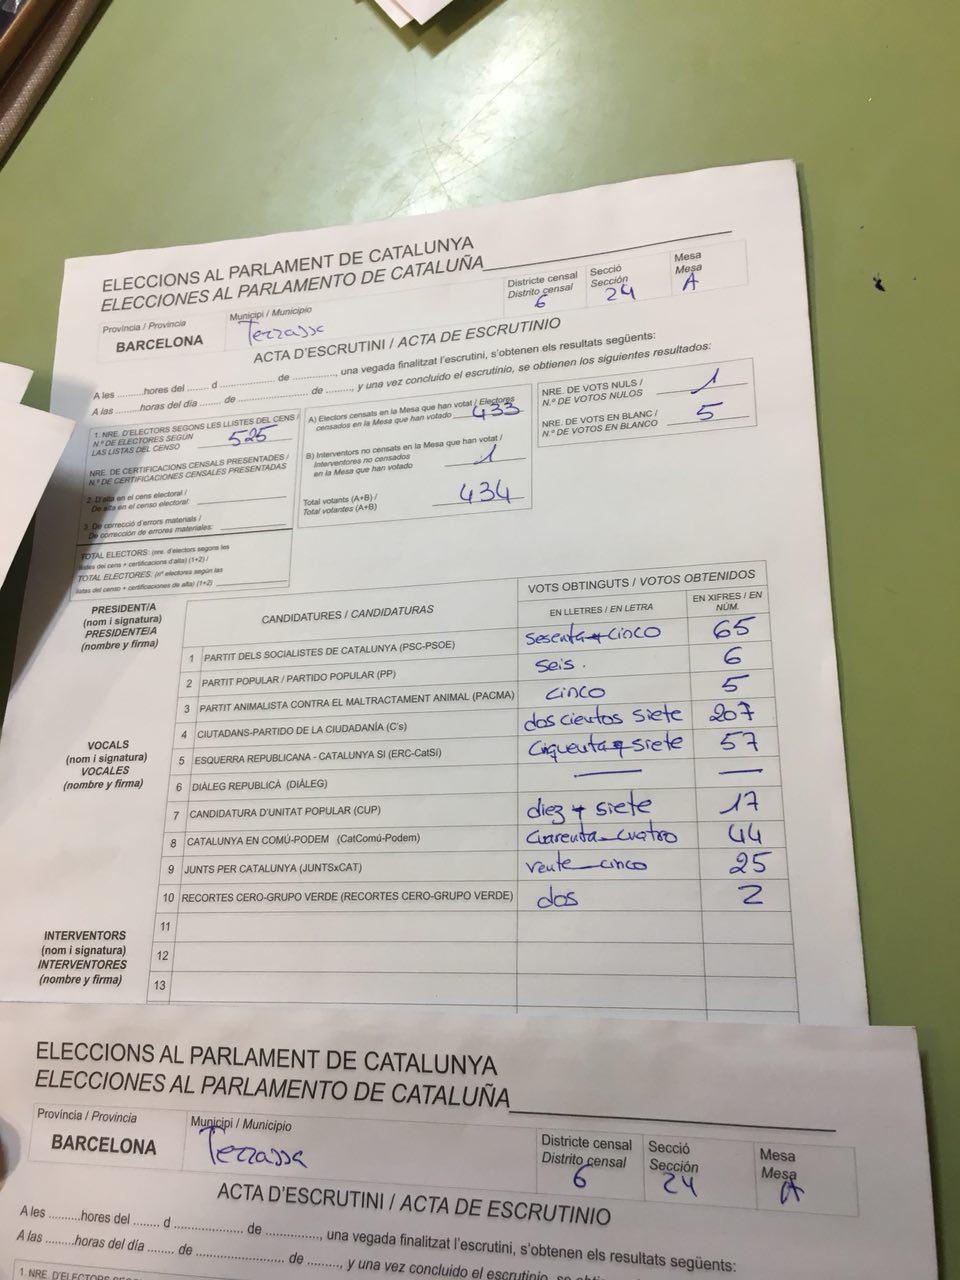 ELECCIONS AL PARLAMENT DE CATALUNYA
ELECCIONES AL PARLAMENTO DE CATALUÑA
Província / Provincia
BARCELONA
Municipi / Municipio
Terrassa
Districte censal
Distrito censal
6
Secció
Sección
24
Mesa
Mesa
A
ACTA D'ESCRUTINI / ACTA DE ESCRUTINIO
A les ..........hores del ........ d ........................ de ..............., una vegada finalitzat l'escrutini, s'obtenen els resultats següents:
A las ..........horas del día ........ de ........................ de ........, y una vez concluido el escrutinio, se obtienen los siguientes resultados:
1. NRE. D'ELECTORS SEGONS LES LLISTES DEL CENS /
N.º DE ELECTORES SEGÚN
LAS LISTAS DEL CENSO
525
NRE. DE CERTIFICACIONS CENSALS PRESENTADES /
N.º DE CERTIFICACIONES CENSALES PRESENTADAS
2. D'alta en el cens electoral /
De alta en el censo electoral:
3. De correcció d'errors materials /
De corrección de errores materiales:
TOTAL ELECTORS: (nre. d'electors segons les
llistes del cens + certificacions d'alta) (1+2) /
TOTAL ELECTORES: (nº electores según las
listas del censo + certificaciones de alta) (1+2)
A) Electors censats en la Mesa que han votat / Electores
censados en la Mesa que han votado
433
B) Interventors no censats en la Mesa que han votat /
Interventores no censados
en la Mesa que han votado
1
Total votants (A+B) /
Total votantes (A+B)
434
NRE. DE VOTS NULS /
N.º DE VOTOS NULOS
1
NRE. DE VOTS EN BLANC /
N.º DE VOTOS EN BLANCO
5
PRESIDENT/A
(nom i signatura)
PRESIDENTE/A
(nombre y firma)
VOCALS
(nom i signatura)
VOCALES
(nombre y firma)
INTERVENTORS
(nom i signatura)
INTERVENTORES
(nombre y firma)
CANDIDATURES / CANDIDATURAS
VOTS OBTINGUTS / VOTOS OBTENIDOS
EN LLETRES / EN LETRA
EN XIFRES / EN NÚM.
1 PARTIT DELS SOCIALISTES DE CATALUNYA (PSC-PSOE) sesenta y cinco 65
2 PARTIT POPULAR / PARTIDO POPULAR (PP) seis. 6
3 PARTIT ANIMALISTA CONTRA EL MALTRACTAMENT ANIMAL (PACMA) cinco 5
4 CIUTADANS-PARTIDO DE LA CIUDADANÍA (C's) doscientos siete 207
5 ESQUERRA REPUBLICANA - CATALUNYA SÍ (ERC-CatSí) Ciquenta y siete 57
6 DIÀLEG REPUBLICÀ (DIÀLEG) — —
7 CANDIDATURA D'UNITAT POPULAR (CUP) diez y siete 17
8 CATALUNYA EN COMÚ-PODEM (CatComú-Podem) Cuarenta cuatro 44
9 JUNTS PER CATALUNYA (JUNTSxCAT) vente cinco 25
10 RECORTES CERO-GRUPO VERDE (RECORTES CERO-GRUPO VERDE) dos 2
11
12
13
ELECCIONS AL PARLAMENT DE CATALUNYA
ELECCIONES AL PARLAMENTO DE CATALUÑA
Província / Provincia
BARCELONA
Municipi / Municipio
Terrassa
Districte censal
Distrito censal
6
Secció
Sección
24
Mesa
Mesa
A
ACTA D'ESCRUTINI / ACTA DE ESCRUTINIO
A les ..........hores del ........ d ........................ de ..............., una vegada finalitzat l'escrutini, s'obtenen els resultats següents:
A las ..........horas del día ........ de ........................ de ........, y una vez concluido el escrutinio, se